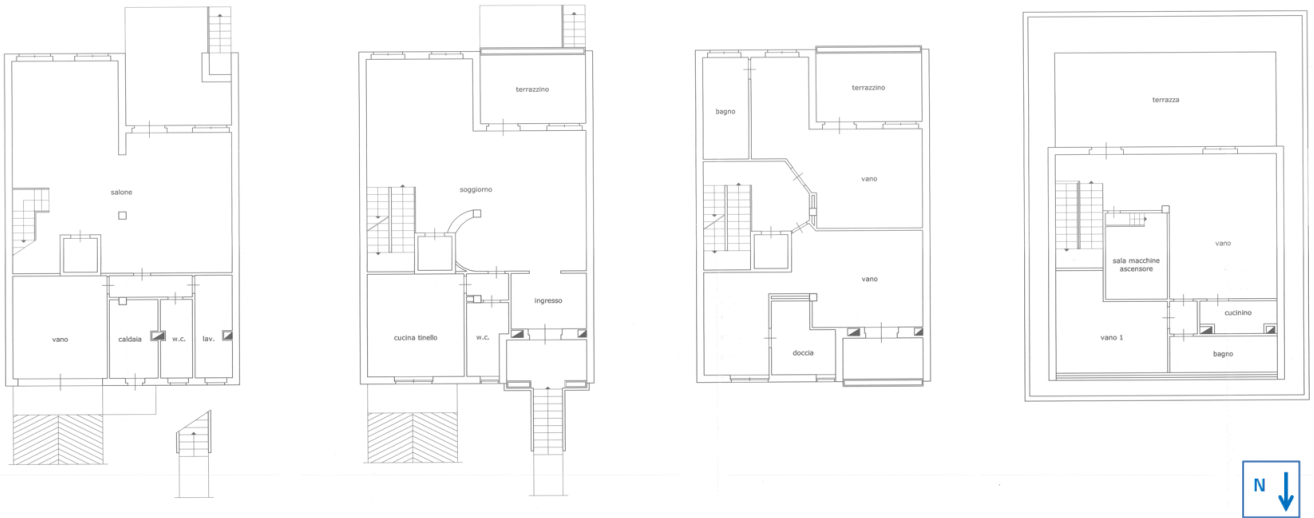 salone
vano
caldaia
w.c.
lav.
terrazzino
soggiorno
ingresso
cucina tinello
w.c.
terrazzino
bagno
vano
vano
doccia
terrazza
vano
sala macchine
ascensore
cucinino
vano 1
bagno
N